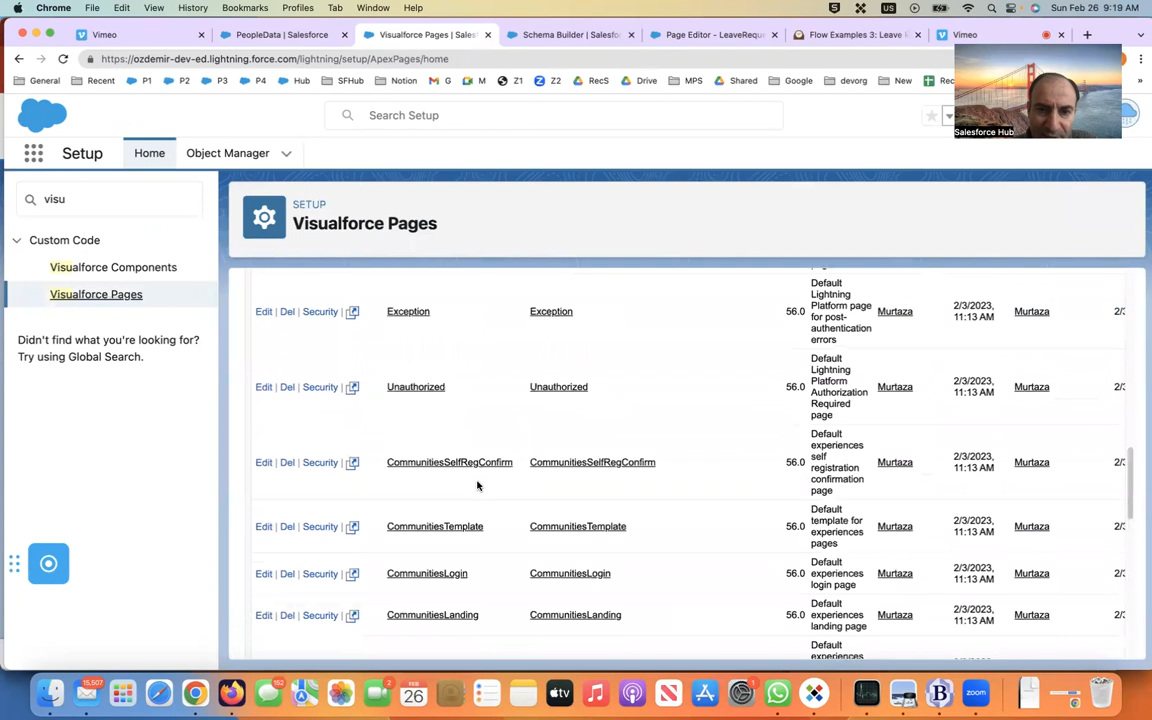 Chrome File Edit View History Bookmarks Profiles Tab Window Help
US Sun Feb 26 9:19 AM
Vimeo
PeopleData | Salesforce
Visualforce Pages | Sales
Schema Builder | Salesfo
Page Editor - LeaveReque
Flow Examples 3: Leave
Vimeo
https://ozdemir-dev-ed.lightning.force.com/lightning/setup/ApexPages/home
General Recent P1 P2 P3 P4 Hub SFHub Notion G M Z1 Z2 RecS Drive MPS Shared Google devorg New Rec
Search Setup
Salesforce Hub
Setup
Home
Object Manager
visu
Custom Code
Visualforce Components
Visualforce Pages
Didn't find what you're looking for?
Try using Global Search.
SETUP
Visualforce Pages
Edit | Del | Security |
Exception
Exception
56.0
Default
Lightning
Platform page
for post-
authentication
errors
Murtaza
2/3/2023,
11:13 AM
Murtaza
2/3
Edit | Del | Security |
Unauthorized
Unauthorized
56.0
Default
Lightning
Platform
Authorization
Required
page
Murtaza
2/3/2023,
11:13 AM
Murtaza
2/3
Edit | Del | Security |
CommunitiesSelfRegConfirm
CommunitiesSelfRegConfirm
56.0
Default
experiences
self
registration
confirmation
page
Murtaza
2/3/2023,
11:13 AM
Murtaza
2/3
Edit | Del | Security |
CommunitiesTemplate
CommunitiesTemplate
56.0
Default
template for
experiences
pages
Murtaza
2/3/2023,
11:13 AM
Murtaza
2/3
Edit | Del | Security |
CommunitiesLogin
CommunitiesLogin
56.0
Default
experiences
login page
Murtaza
2/3/2023,
11:13 AM
Murtaza
2/3
Edit | Del | Security |
CommunitiesLanding
CommunitiesLanding
56.0
Default
experiences
landing page
Murtaza
2/3/2023,
11:13 AM
Murtaza
2/3
Default
experiences
15,507
152
FEB
26
2
tv
1
zoom